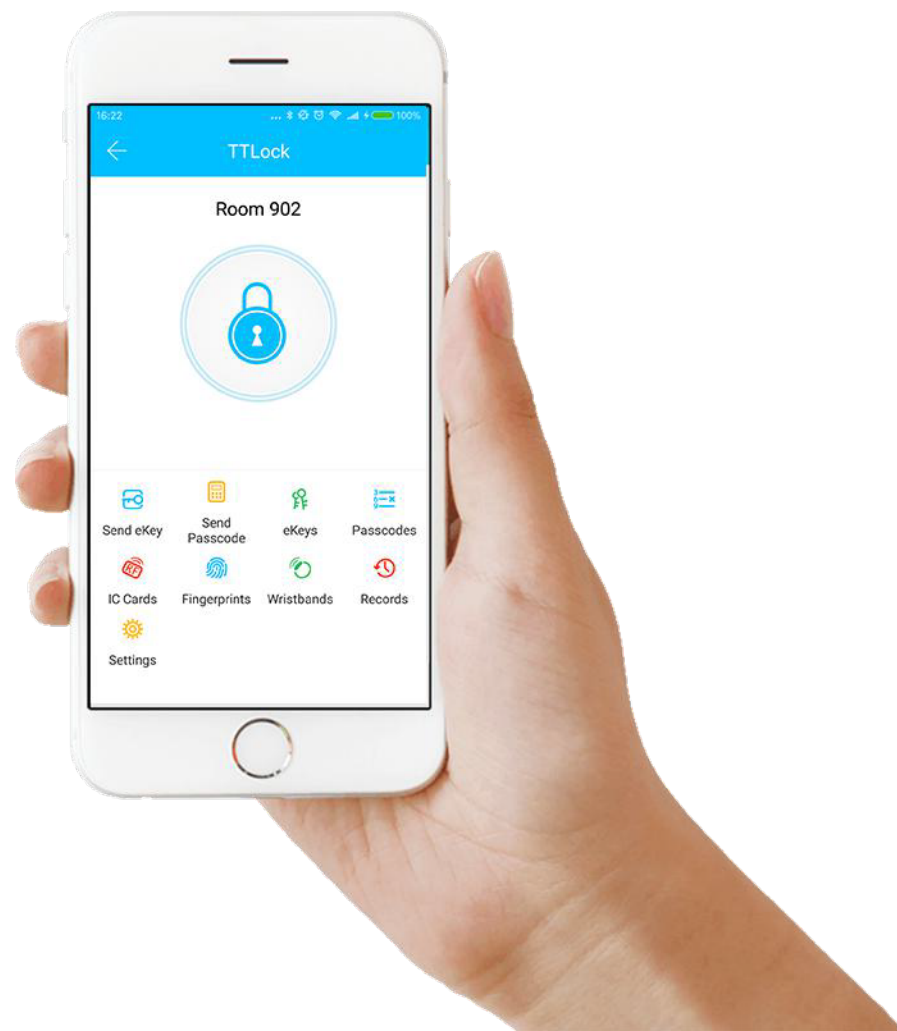 16:22 ... 100%
TTLock
Room 902
Send eKey
Send
Passcode
eKeys
Passcodes
IC Cards
Fingerprints
Wristbands
Records
Settings